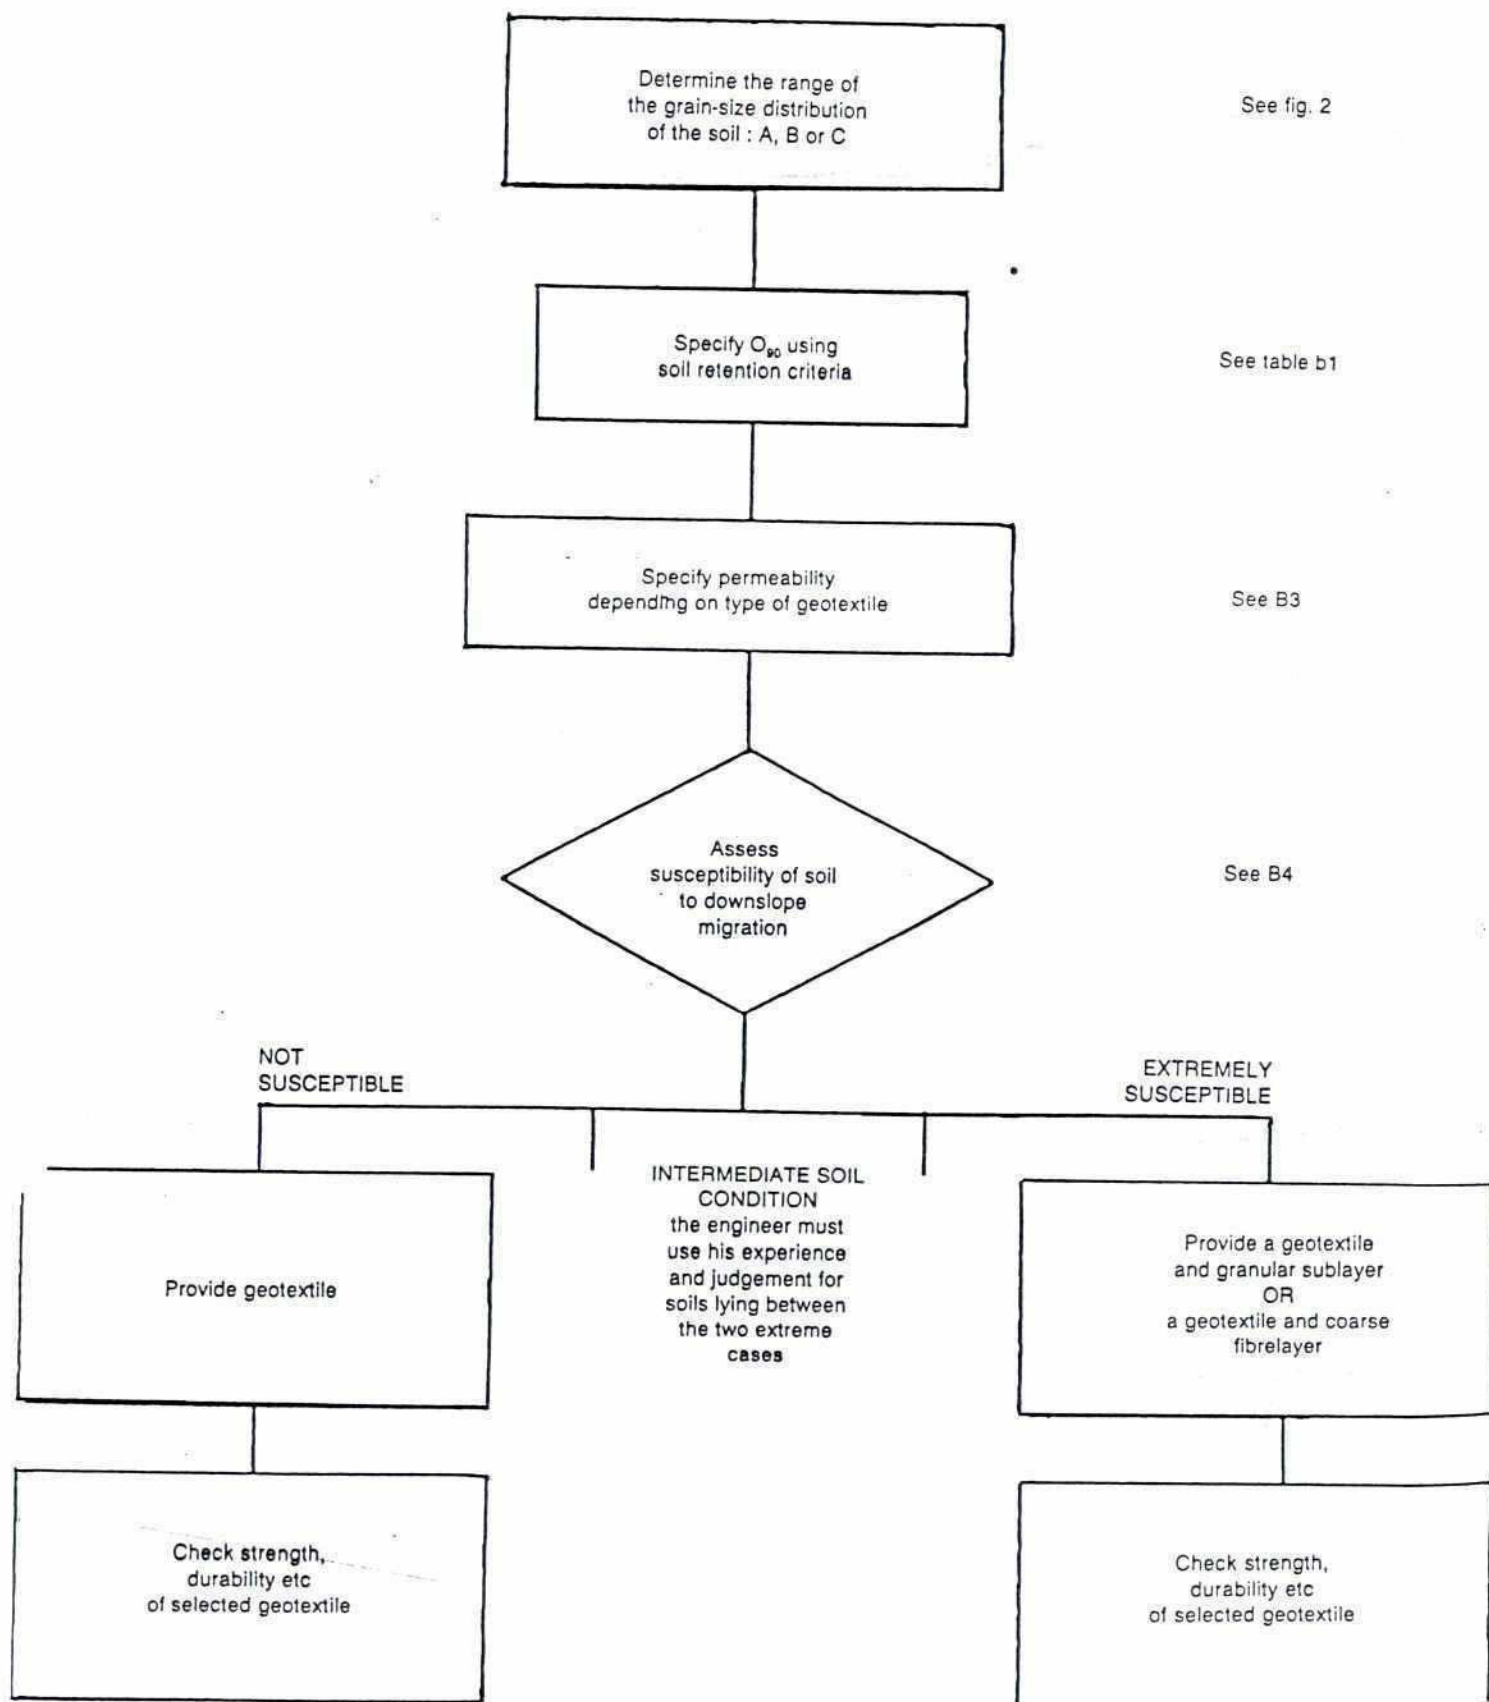 Determine the range of
the grain-size distribution
of the soil : A, B or C
See fig. 2
Specify O₉₀ using
soil retention criteria
See table b1
Specify permeability
depending on type of geotextile
See B3
Assess
susceptibility of soil
to downslope
migration
See B4
NOT
SUSCEPTIBLE
EXTREMELY
SUSCEPTIBLE
INTERMEDIATE SOIL
CONDITION
the engineer must
use his experience
and judgement for
soils lying between
the two extreme
cases
Provide geotextile
Provide a geotextile
and granular sublayer
OR
a geotextile and coarse
fibrelayer
Check strength,
durability etc
of selected geotextile
Check strength,
durability etc
of selected geotextile